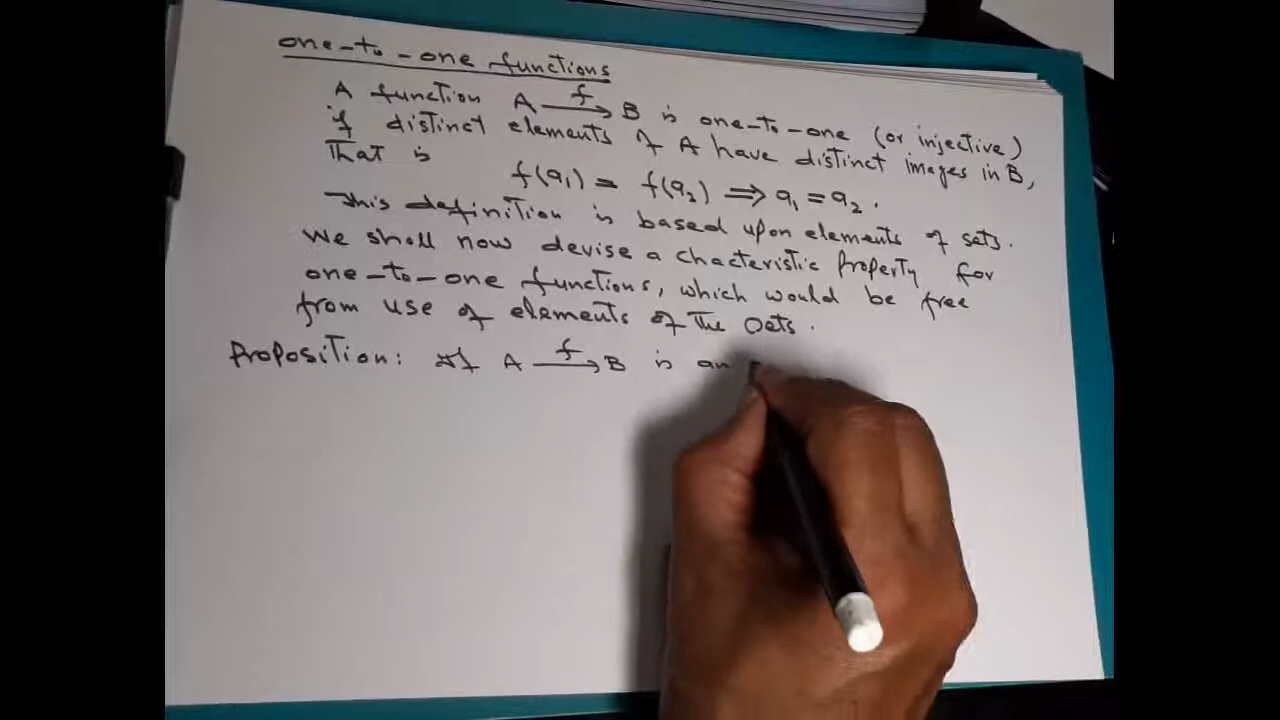 one-to-one functions
A function A f→ B is one-to-one (or injective)
if distinct elements of A have distinct images in B,
That is
f(a₁) = f(a₂) ⟹ a₁ = a₂.
This definition is based upon elements of sets.
We shall now devise a chacteristic property for
one-to-one functions, which would be free
from use of elements of the sets.
Proposition: If A f→ B is an